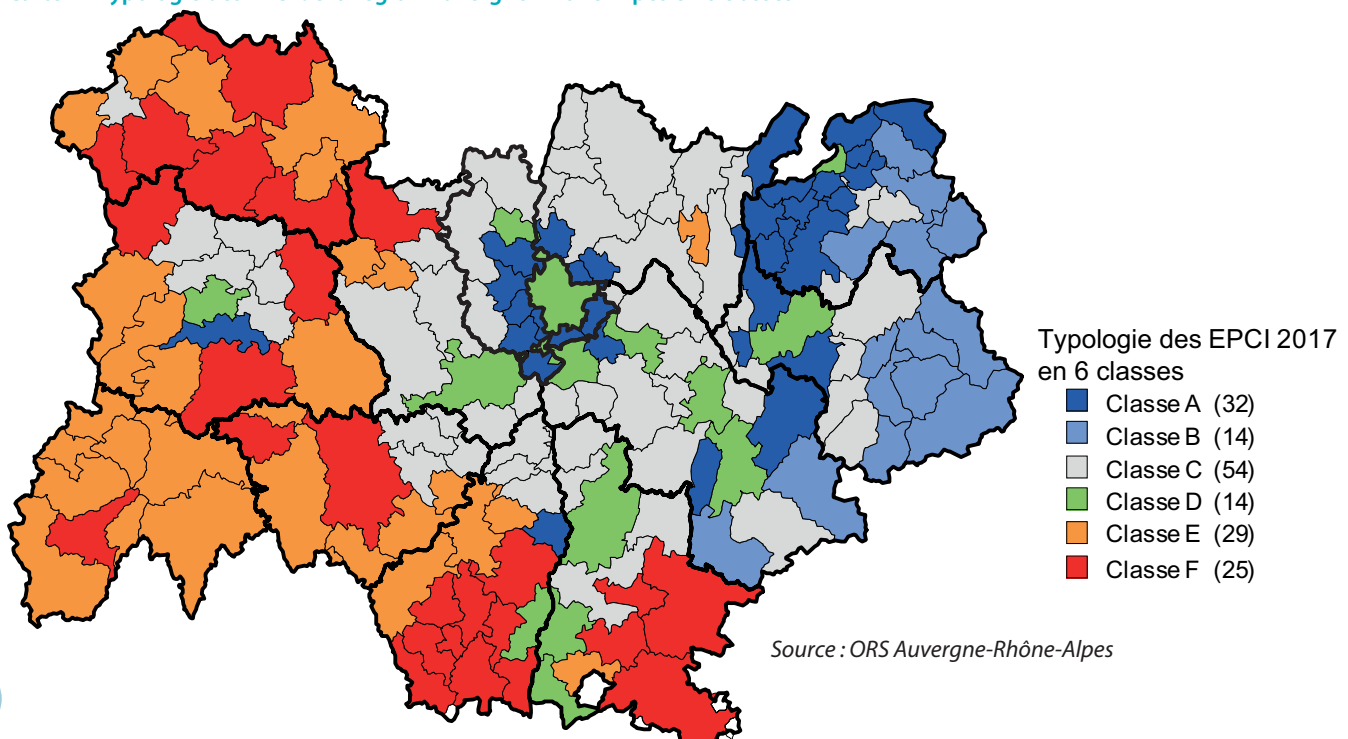 Typologie des EPCI 2017
en 6 classes
Classe A (32)
Classe B (14)
Classe C (54)
Classe D (14)
Classe E (29)
Classe F (25)
Source : ORS Auvergne-Rhône-Alpes